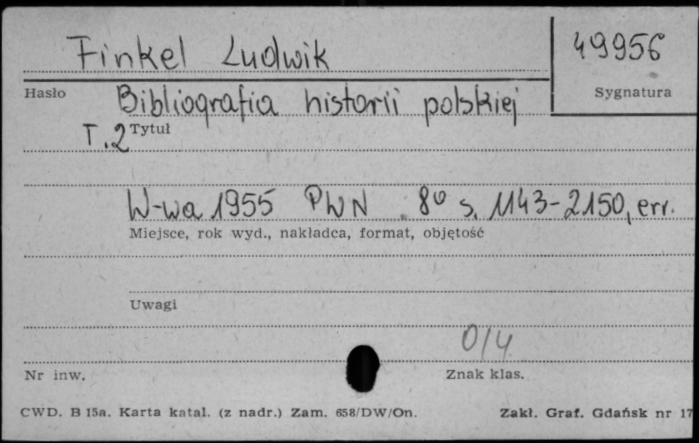 Finkel Ludwik
49956
Hasło
Sygnatura
Bibliografia historii polskiej
T.2 Tytuł
W-wa 1955 PWN. 8° s. 1143-2150, err.
Miejsce, rok wyd., nakładca, format, objętość
Uwagi
0/4
Nr inw.
Znak klas.
CWD. B 15a. Karta katal. (z nadr.) Zam. 658/DW/On.
Zakł. Graf. Gdańsk nr 17